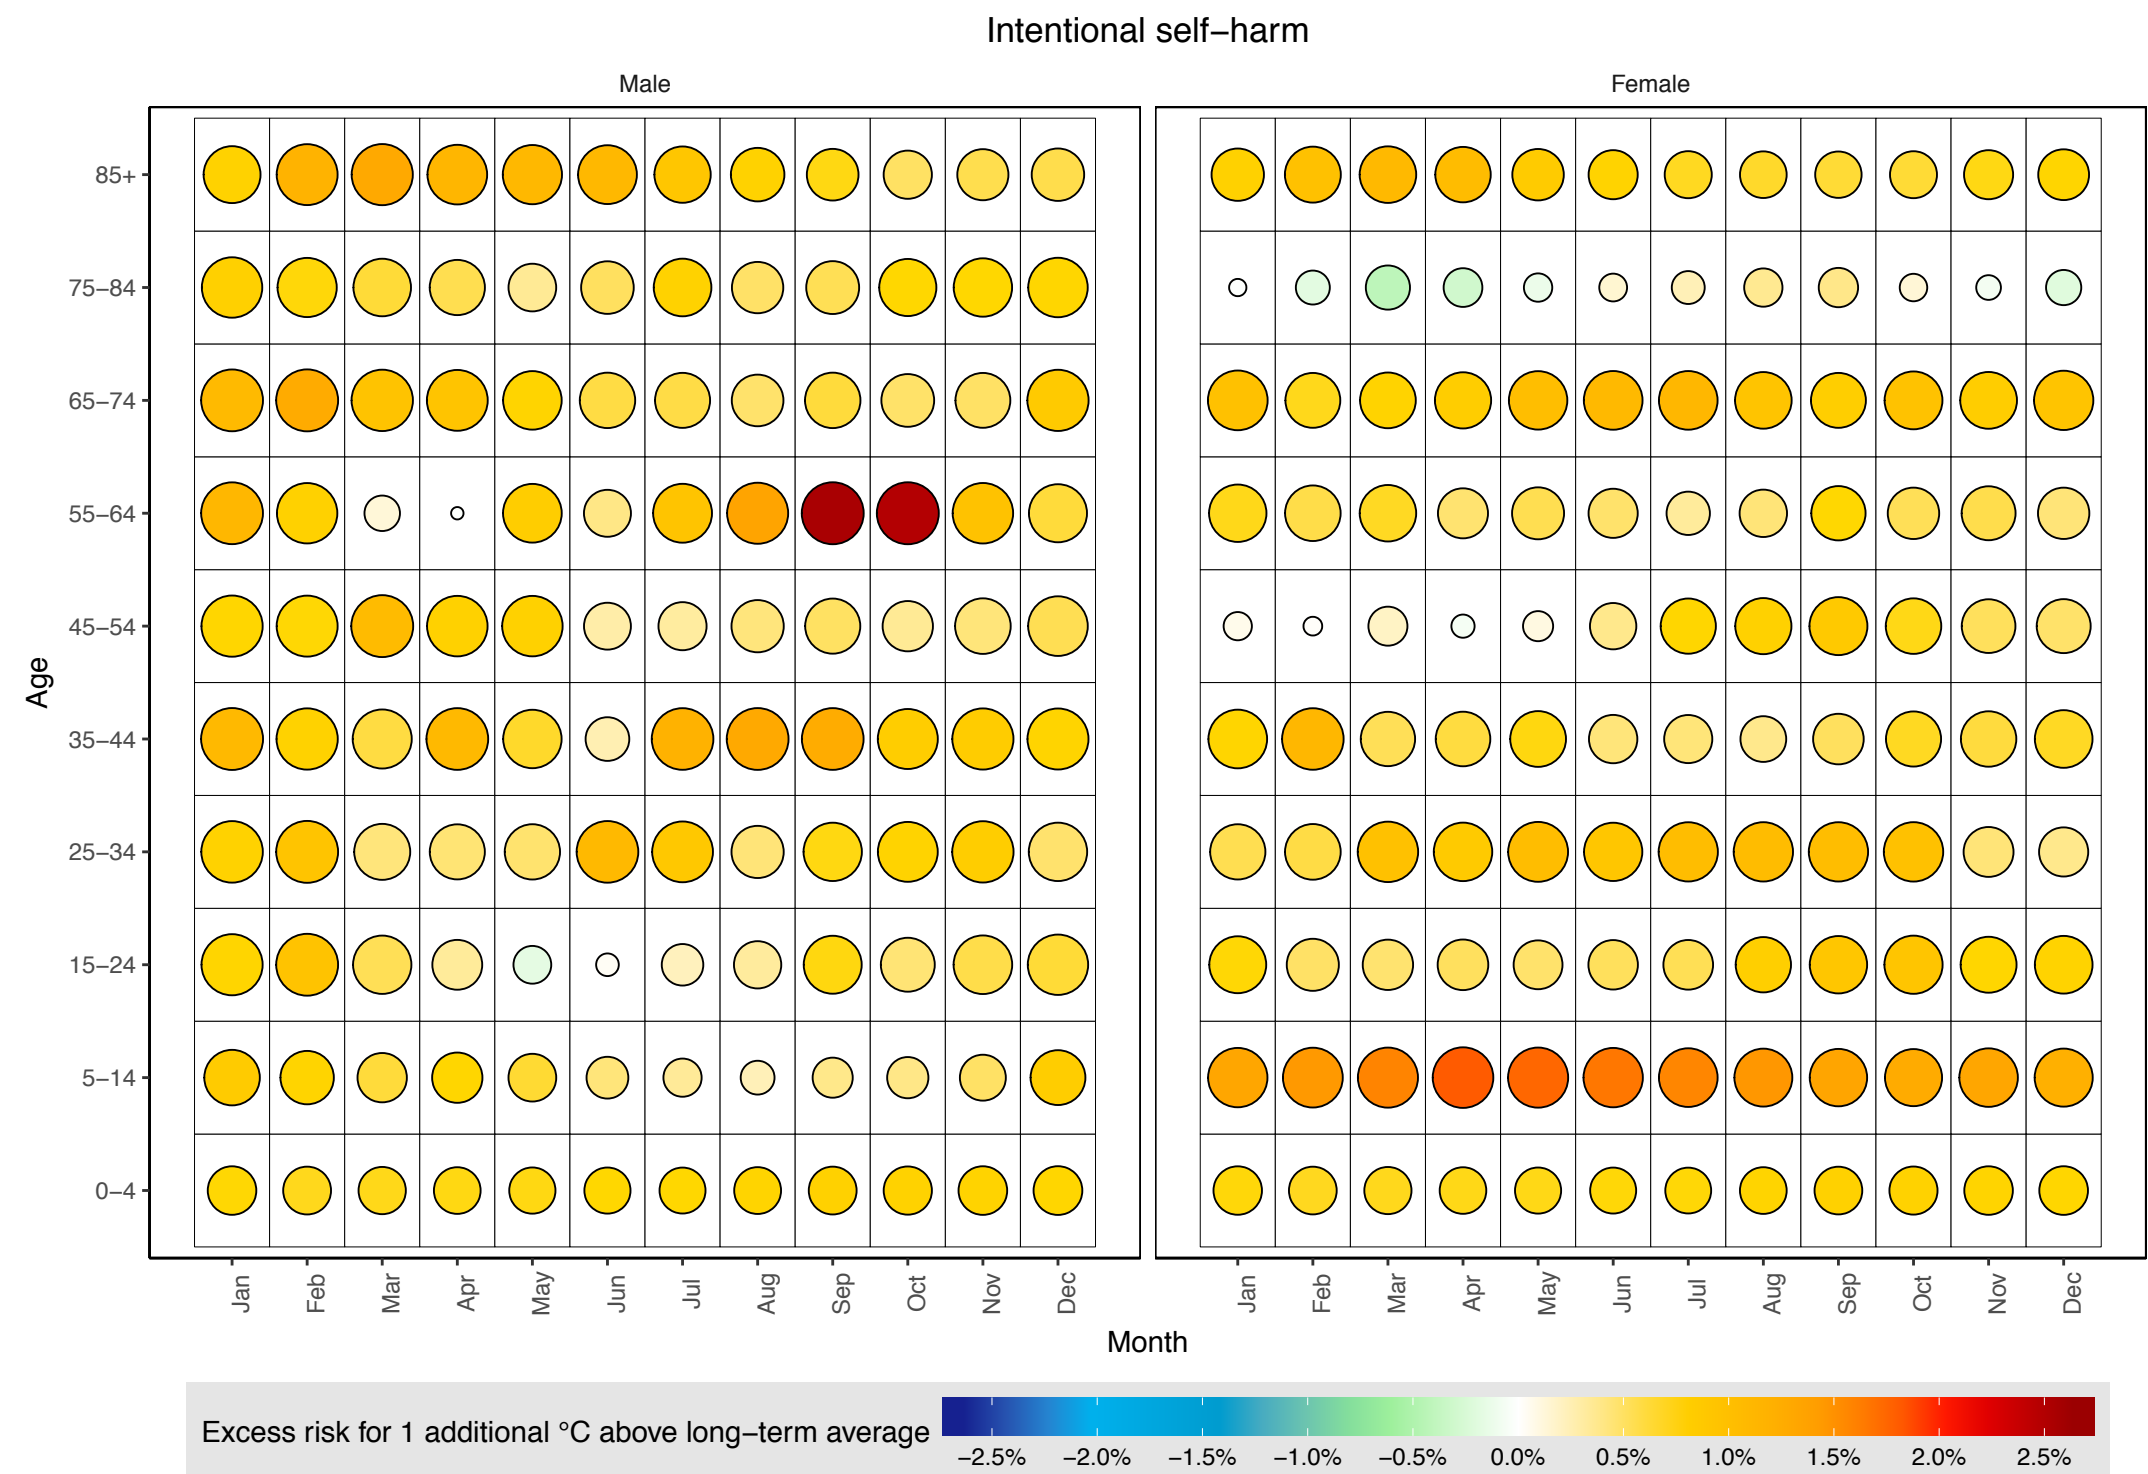 Intentional self−harm
Male
Female
Age
85+
75−84
65−74
55−64
45−54
35−44
25−34
15−24
5−14
0−4
Jan Feb Mar Apr May Jun Jul Aug Sep Oct Nov Dec
Jan Feb Mar Apr May Jun Jul Aug Sep Oct Nov Dec
Month
Excess risk for 1 additional °C above long−term average
−2.5% −2.0% −1.5% −1.0% −0.5% 0.0% 0.5% 1.0% 1.5% 2.0% 2.5%